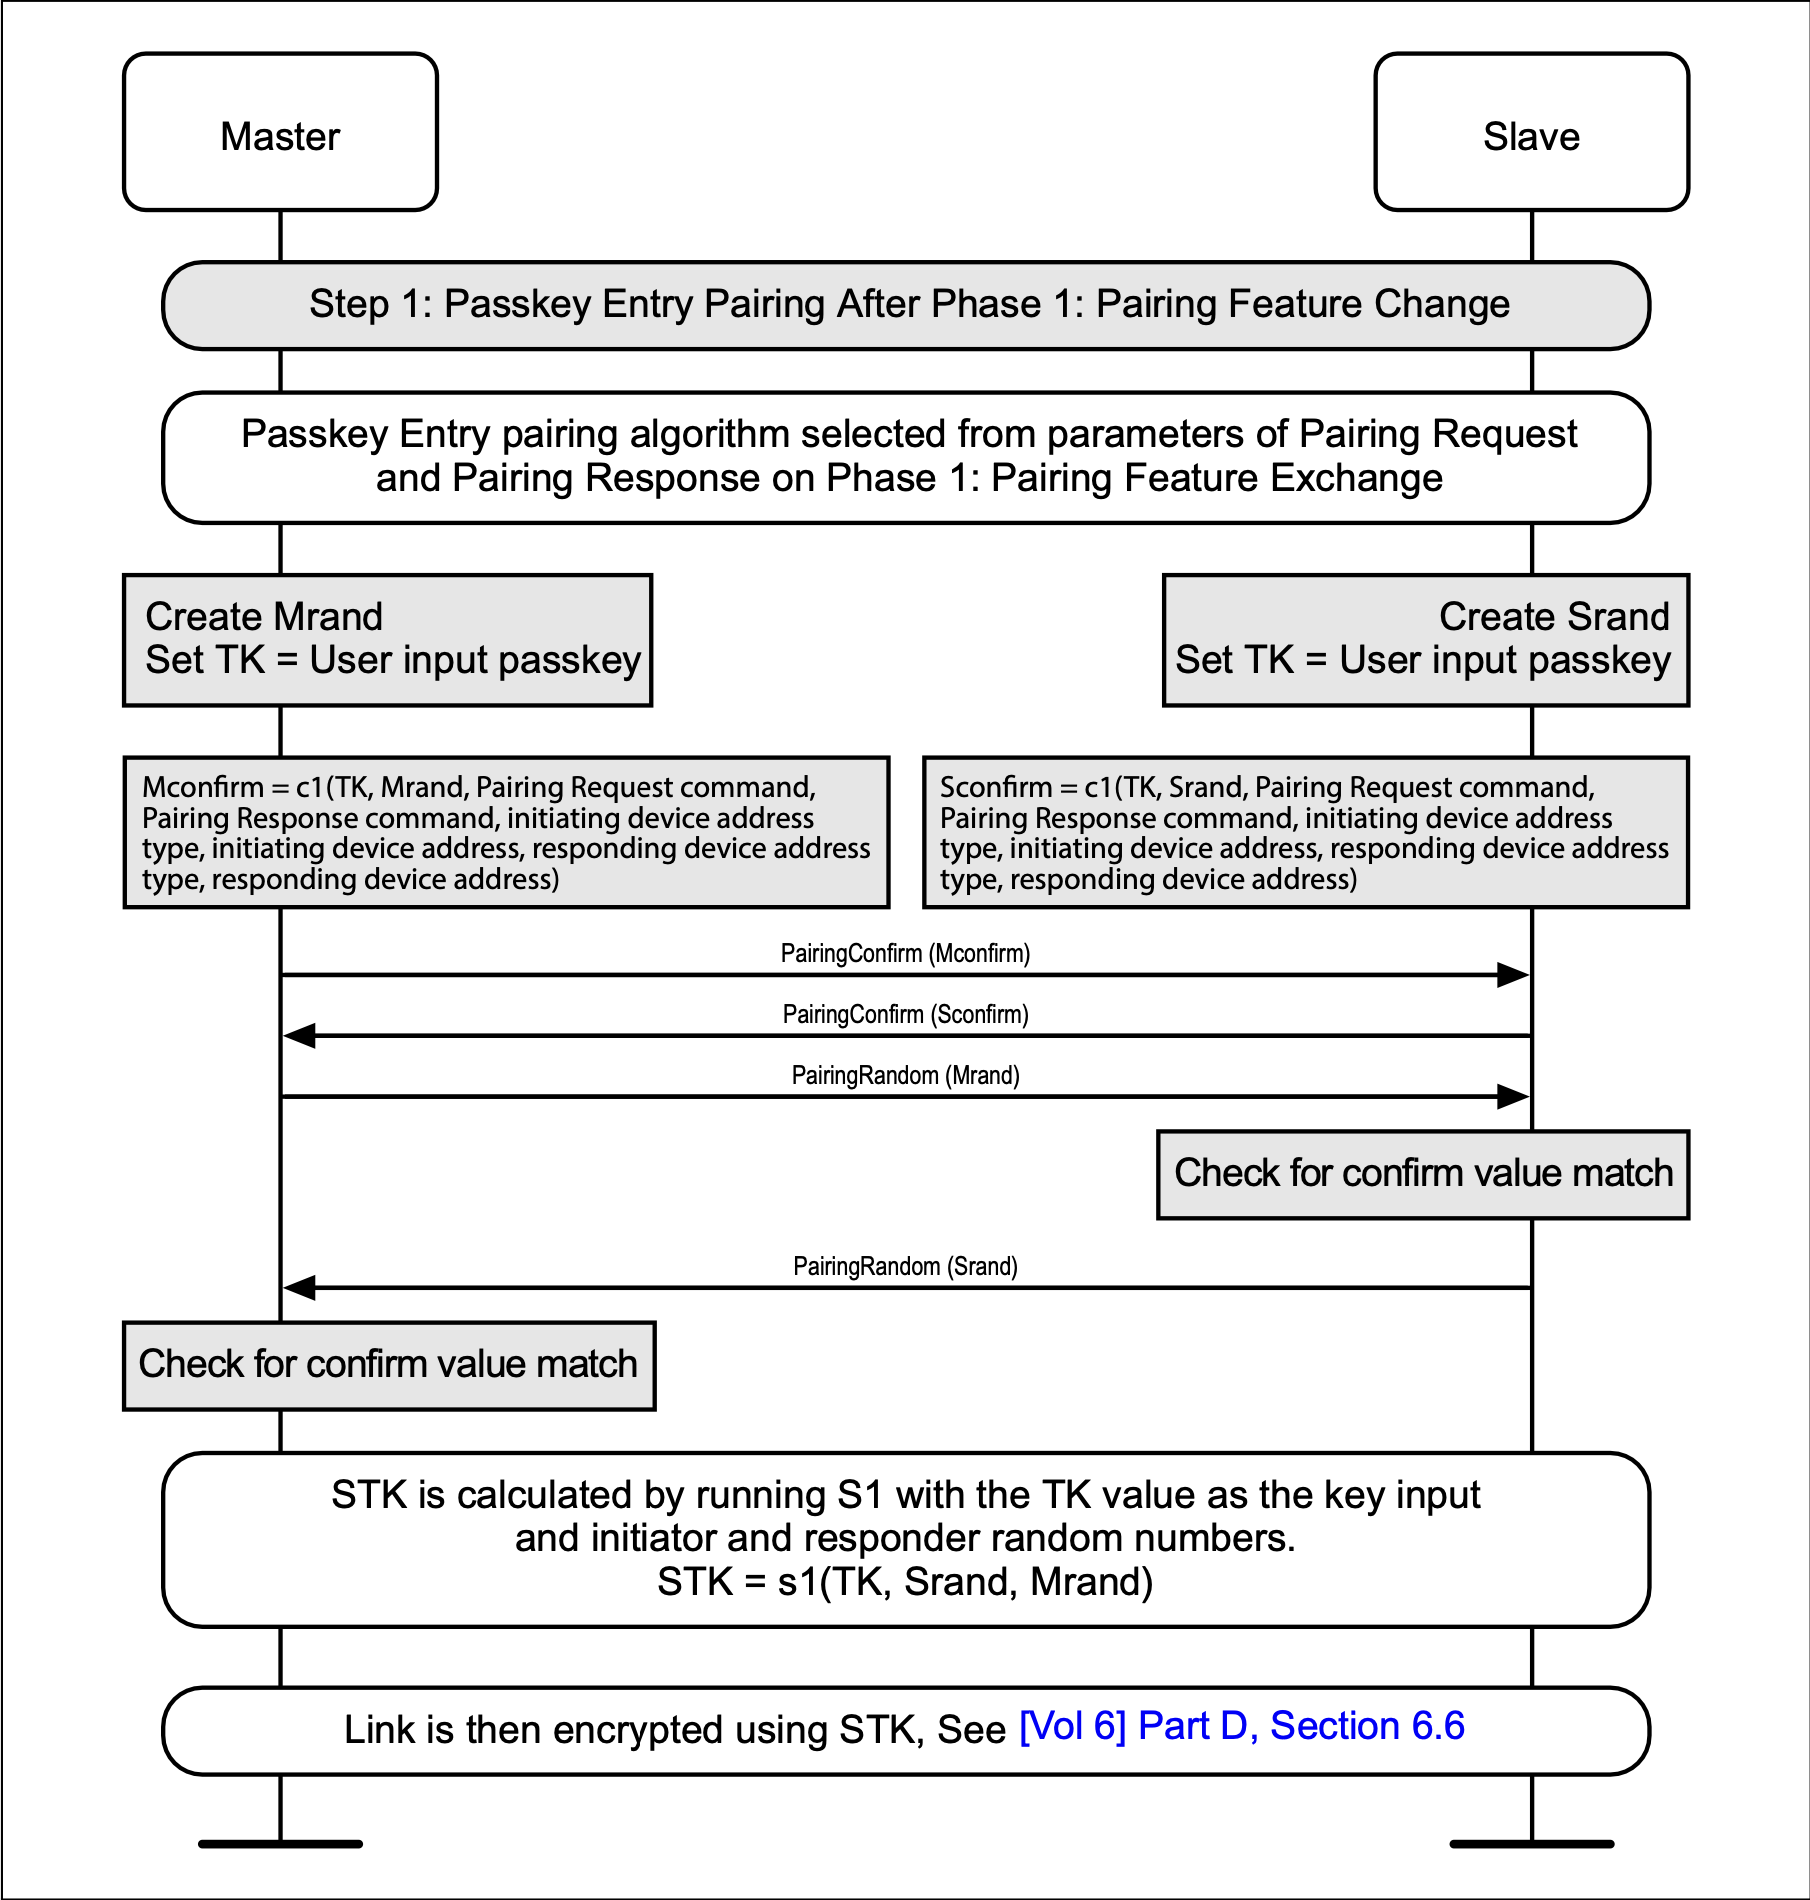 Master
Slave
Step 1: Passkey Entry Pairing After Phase 1: Pairing Feature Change
Passkey Entry pairing algorithm selected from parameters of Pairing Request
and Pairing Response on Phase 1: Pairing Feature Exchange
Create Mrand
Set TK = User input passkey
Create Srand
Set TK = User input passkey
Mconfirm = c1(TK, Mrand, Pairing Request command,
Pairing Response command, initiating device address
type, initiating device address, responding device address
type, responding device address)
Sconfirm = c1(TK, Srand, Pairing Request command,
Pairing Response command, initiating device address
type, initiating device address, responding device address
type, responding device address)
PairingConfirm (Mconfirm)
PairingConfirm (Sconfirm)
PairingRandom (Mrand)
Check for confirm value match
PairingRandom (Srand)
Check for confirm value match
STK is calculated by running S1 with the TK value as the key input
and initiator and responder random numbers.
STK = s1(TK, Srand, Mrand)
Link is then encrypted using STK, See [Vol 6] Part D, Section 6.6